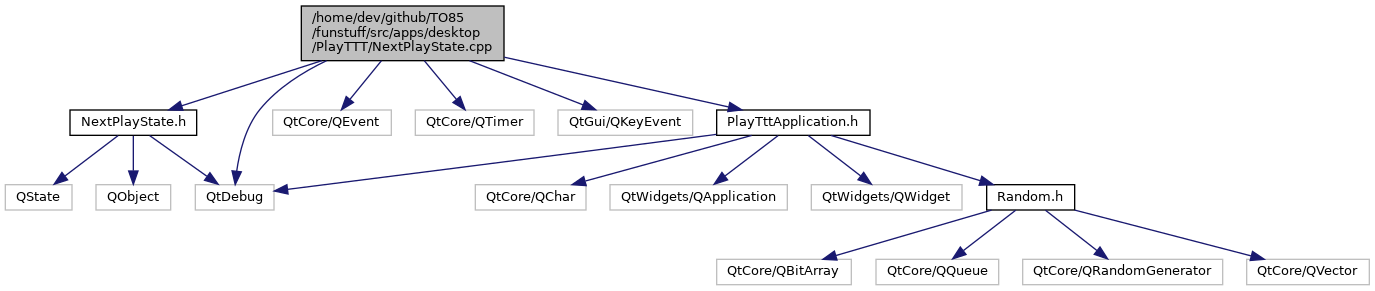 /home/dev/github/TO85
/funstuff/src/apps/desktop
/PlayTTT/NextPlayState.cpp
NextPlayState.h
QtCore/QEvent
QtCore/QTimer
QtGui/QKeyEvent
PlayTttApplication.h
QState
QObject
QtDebug
QtCore/QChar
QtWidgets/QApplication
QtWidgets/QWidget
Random.h
QtCore/QBitArray
QtCore/QQueue
QtCore/QRandomGenerator
QtCore/QVector